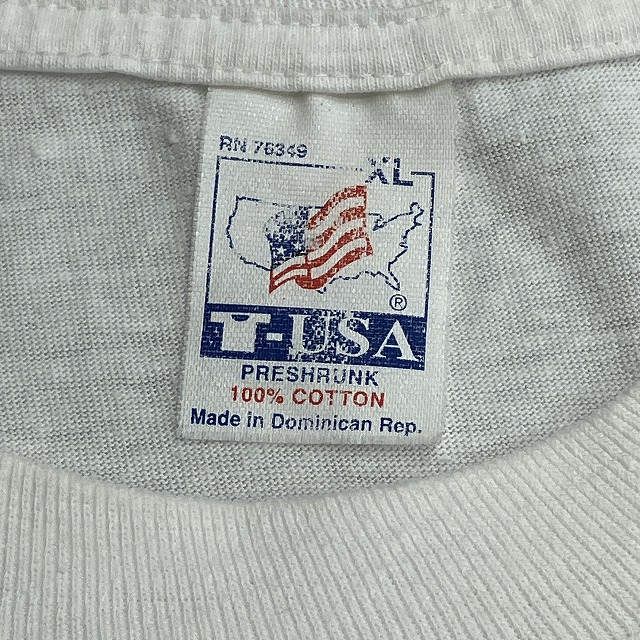 RN 76349
XL
®
T-USA
PRESHRUNK
100% COTTON
Made in Dominican Rep.